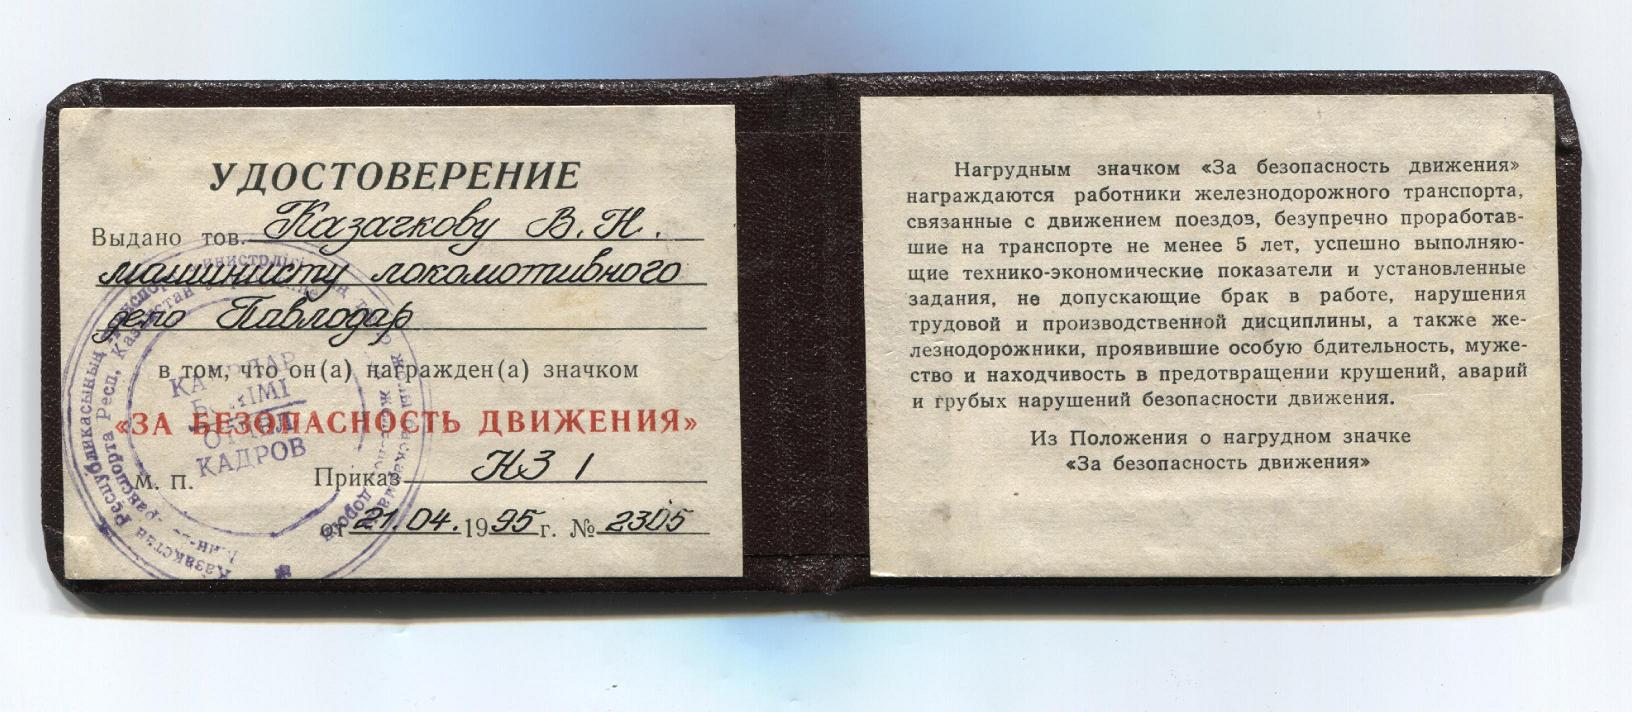 УДОСТОВЕРЕНИЕ
Выдано тов. Казачкову В.Н.
машинисту локомотивного
депо Павлодар
в том, что он(а) награжден(а) значком
«ЗА БЕЗОПАСНОСТЬ ДВИЖЕНИЯ»
М. П. Приказ НЗ 1
от 21.04.1995г. № 2305
ОТДЕЛ
КАДРОВ
Нагрудным значком «За безопасность движения»
награждаются работники железнодорожного транспорта,
связанные с движением поездов, безупречно проработав-
шие на транспорте не менее 5 лет, успешно выполняю-
щие технико-экономические показатели и установленные
задания, не допускающие брак в работе, нарушения
трудовой и производственной дисциплины, а также же-
лезнодорожники, проявившие особую бдительность, муже-
ство и находчивость в предотвращении крушений, аварий
и грубых нарушений безопасности движения.
Из Положения о нагрудном значке
«За безопасность движения»